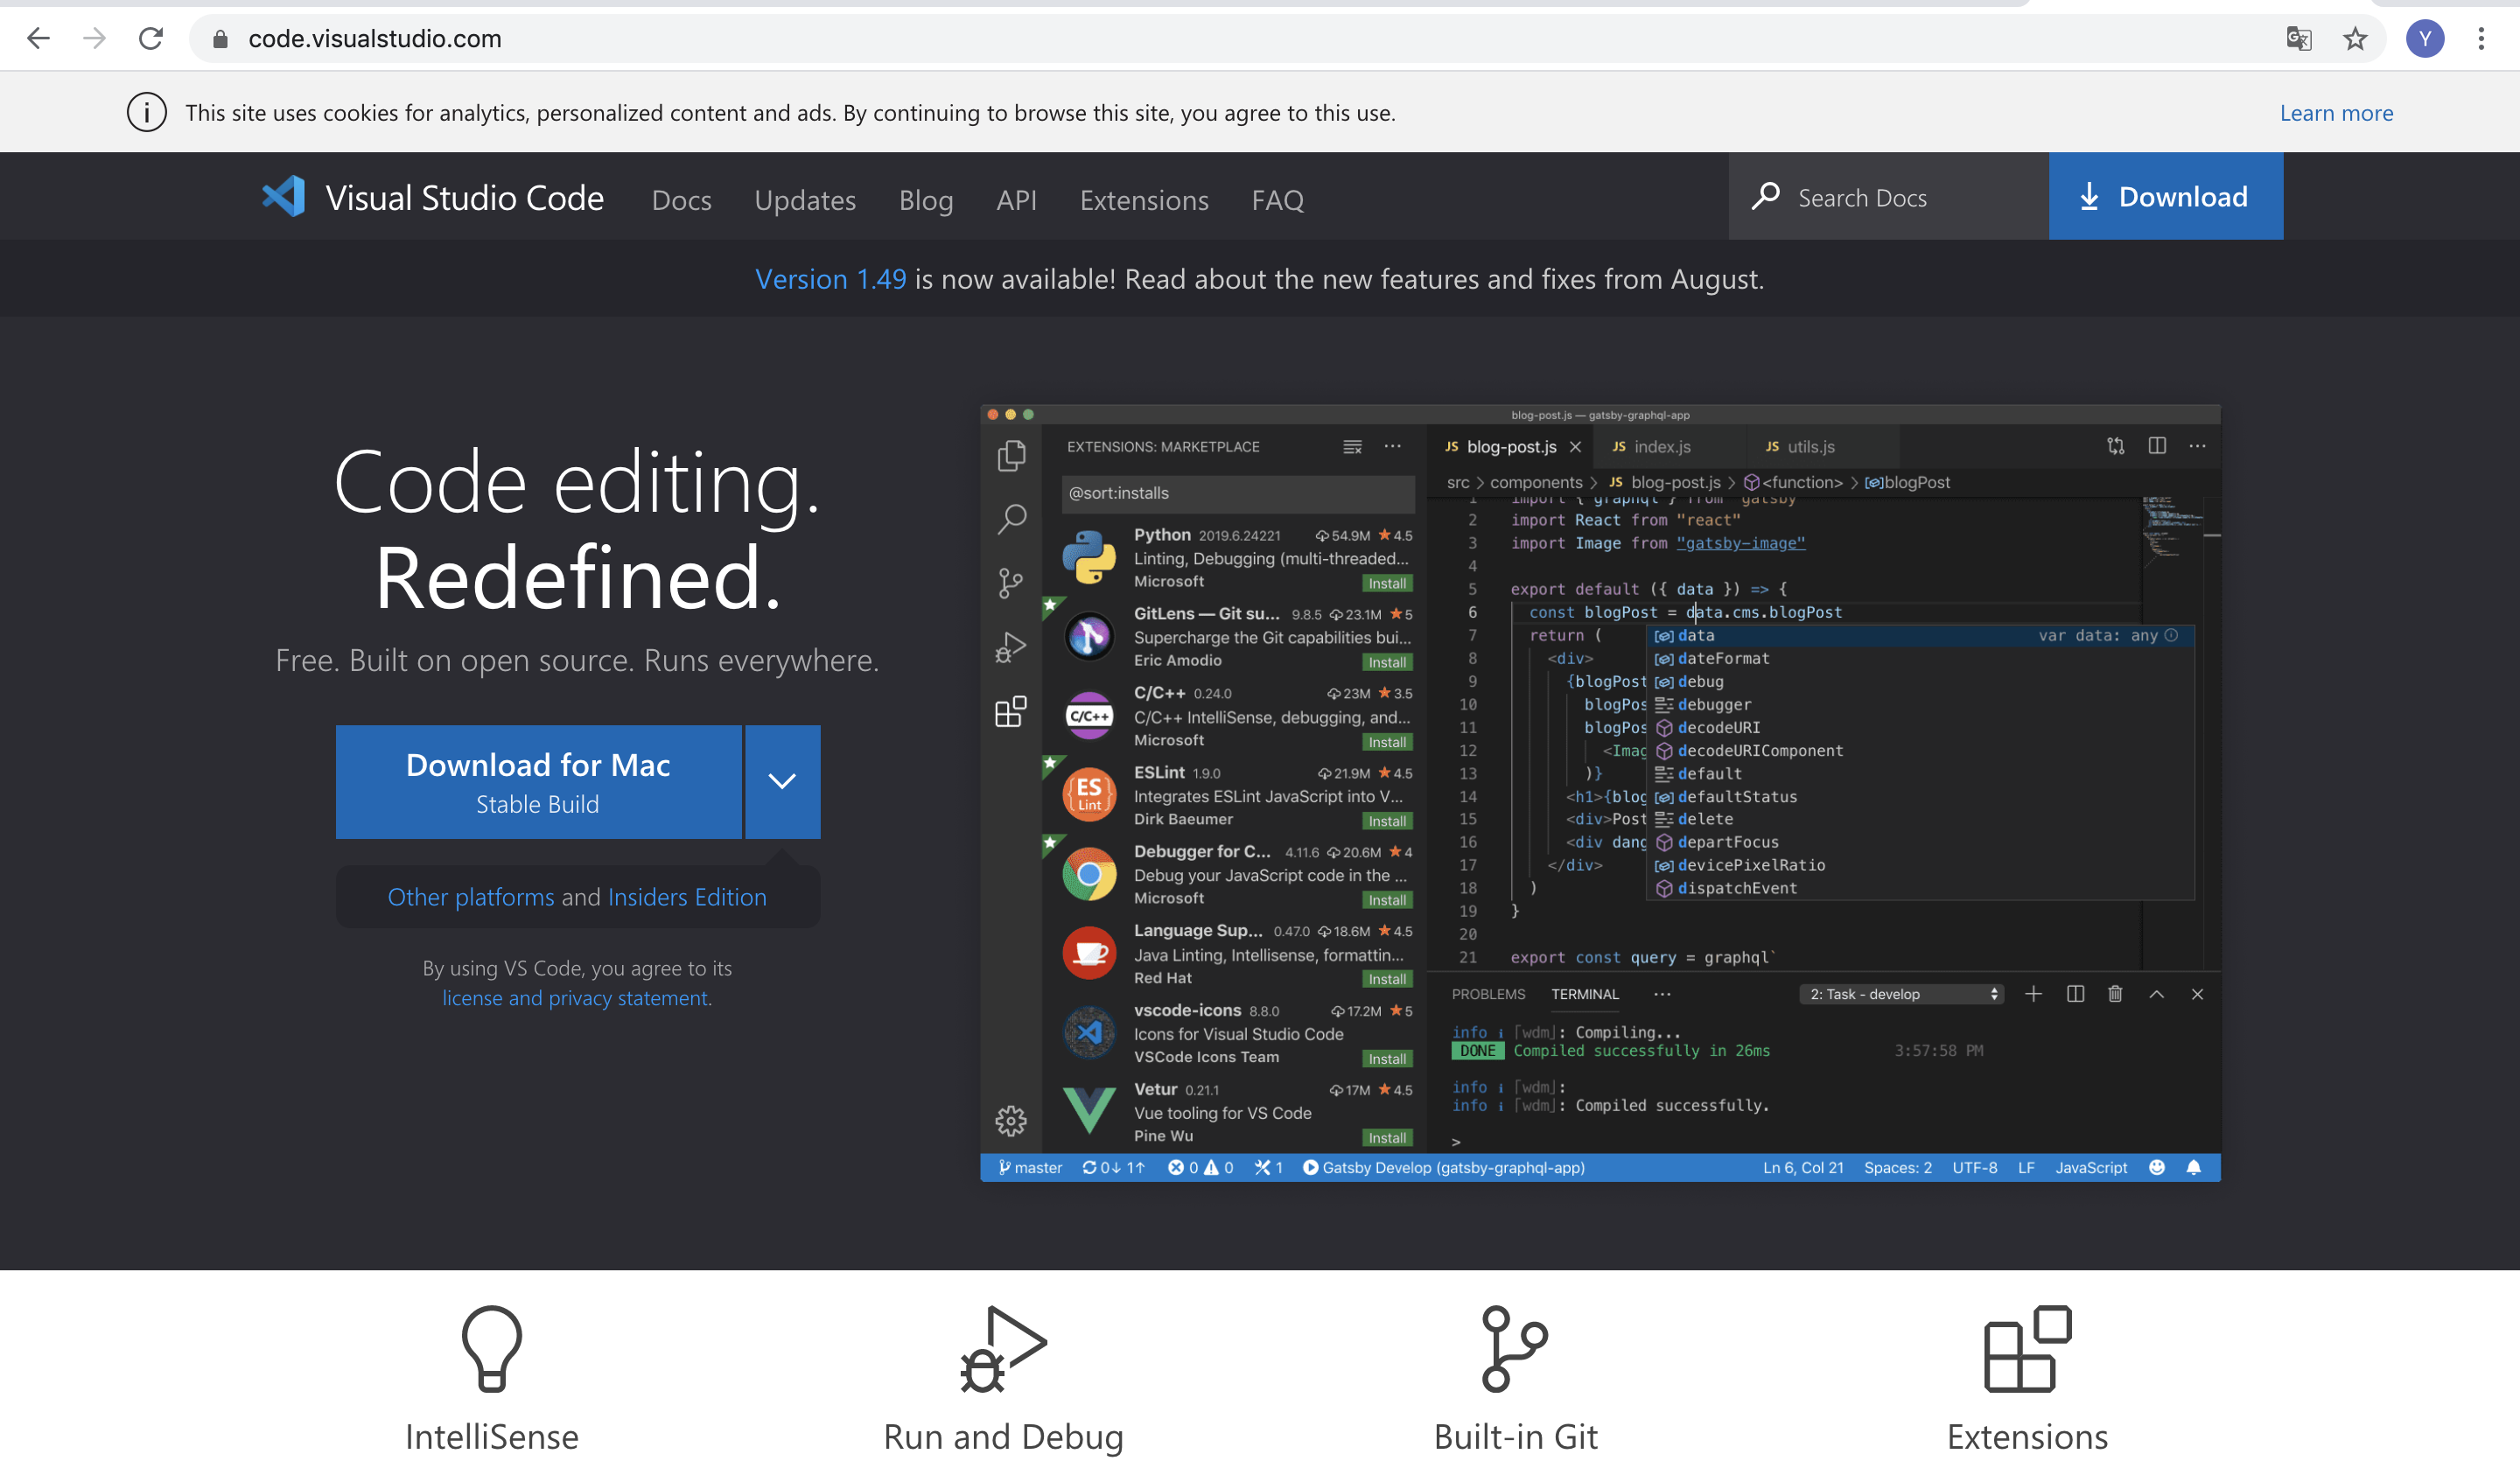 code.visualstudio.com
Y
This site uses cookies for analytics, personalized content and ads. By continuing to browse this site, you agree to this use.
Learn more
Visual Studio Code
Docs
Updates
Blog
API
Extensions
FAQ
Search Docs
Download
Version 1.49 is now available! Read about the new features and fixes from August.
Code editing.
Redefined.
Free. Built on open source. Runs everywhere.
Download for Mac
Stable Build
Other platforms and Insiders Edition
By using VS Code, you agree to its
license and privacy statement.
blog-post.js — gatsby-graphql-app
EXTENSIONS: MARKETPLACE
@sort:installs
Python 2019.6.24221 54.9M 4.5
Linting, Debugging (multi-threaded...
Microsoft
Install
GitLens — Git su... 9.8.5 23.1M 5
Supercharge the Git capabilities bui...
Eric Amodio
Install
C/C++
C/C++ 0.24.0 23M 3.5
C/C++ IntelliSense, debugging, and...
Microsoft
Install
ES
Lint
ESLint 1.9.0 21.9M 4.5
Integrates ESLint JavaScript into V...
Dirk Baeumer
Install
Debugger for C... 4.11.6 20.6M 4
Debug your JavaScript code in the ...
Microsoft
Install
Language Sup... 0.47.0 18.6M 4.5
Java Linting, Intellisense, formattin...
Red Hat
Install
vscode-icons 8.8.0 17.2M 5
Icons for Visual Studio Code
VSCode Icons Team
Install
Vetur 0.21.1 17M 4.5
Vue tooling for VS Code
Pine Wu
Install
JS blog-post.js
JS index.js
JS utils.js
src > components > JS blog-post.js > <function> > blogPost
1 import { graphql } from "gatsby"
2 import React from "react"
3 import Image from "gatsby-image"
4
5 export default ({ data }) => {
6 const blogPost = data.cms.blogPost
7 return (
8 <div>
9 {blogPost
10 blogPos
11 blogPos
12 <Imag
13 )}
14 <h1>{blog
15 <div>Post
16 <div dang
17 </div>
18 )
19 }
20
21 export const query = graphql`
data var data: any
dateFormat
debug
debugger
decodeURI
decodeURIComponent
default
defaultStatus
delete
departFocus
devicePixelRatio
dispatchEvent
PROBLEMS
TERMINAL
...
2: Task - develop
info i ｢wdm｣: Compiling...
DONE Compiled successfully in 26ms 3:57:58 PM
info i ｢wdm｣:
info i ｢wdm｣: Compiled successfully.
>
master 0↓ 1↑ 0 0 1 Gatsby Develop (gatsby-graphql-app)
Ln 6, Col 21 Spaces: 2 UTF-8 LF JavaScript
IntelliSense
Run and Debug
Built-in Git
Extensions